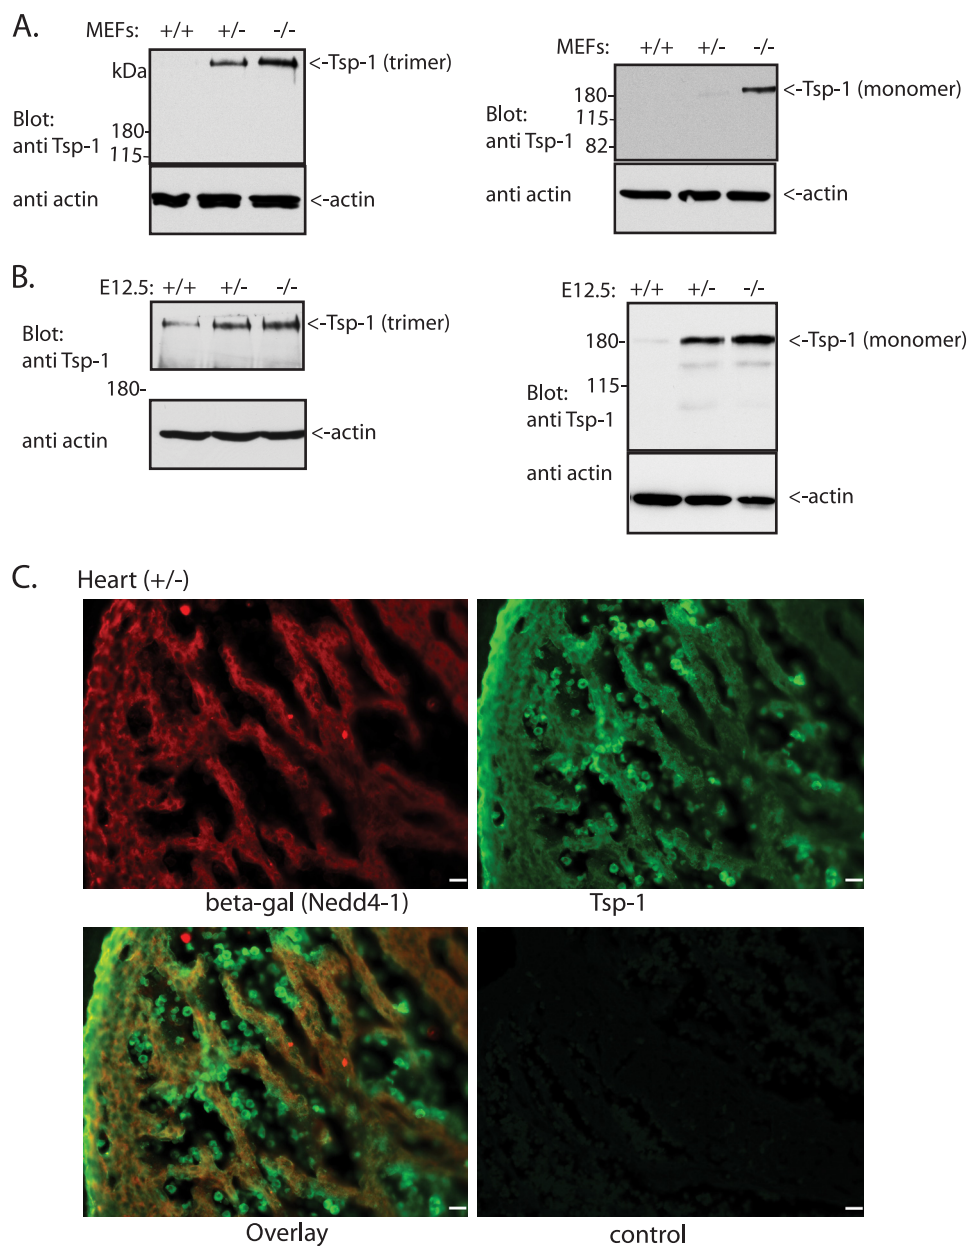 A.
MEFs: +/+ +/- -/-
kDa
<-Tsp-1 (trimer)
Blot:
anti Tsp-1
180-
115-
anti actin
<-actin
MEFs: +/+ +/- -/-
180-
<-Tsp-1 (monomer)
Blot:
anti Tsp-1
115-
82-
anti actin
<-actin
B.
E12.5: +/+ +/- -/-
Blot:
anti Tsp-1
<-Tsp-1 (trimer)
180-
anti actin
<-actin
E12.5: +/+ +/- -/-
180-
<-Tsp-1 (monomer)
115-
Blot:
anti Tsp-1
anti actin
<-actin
C.
Heart (+/-)
beta-gal (Nedd4-1)
Tsp-1
Overlay
control